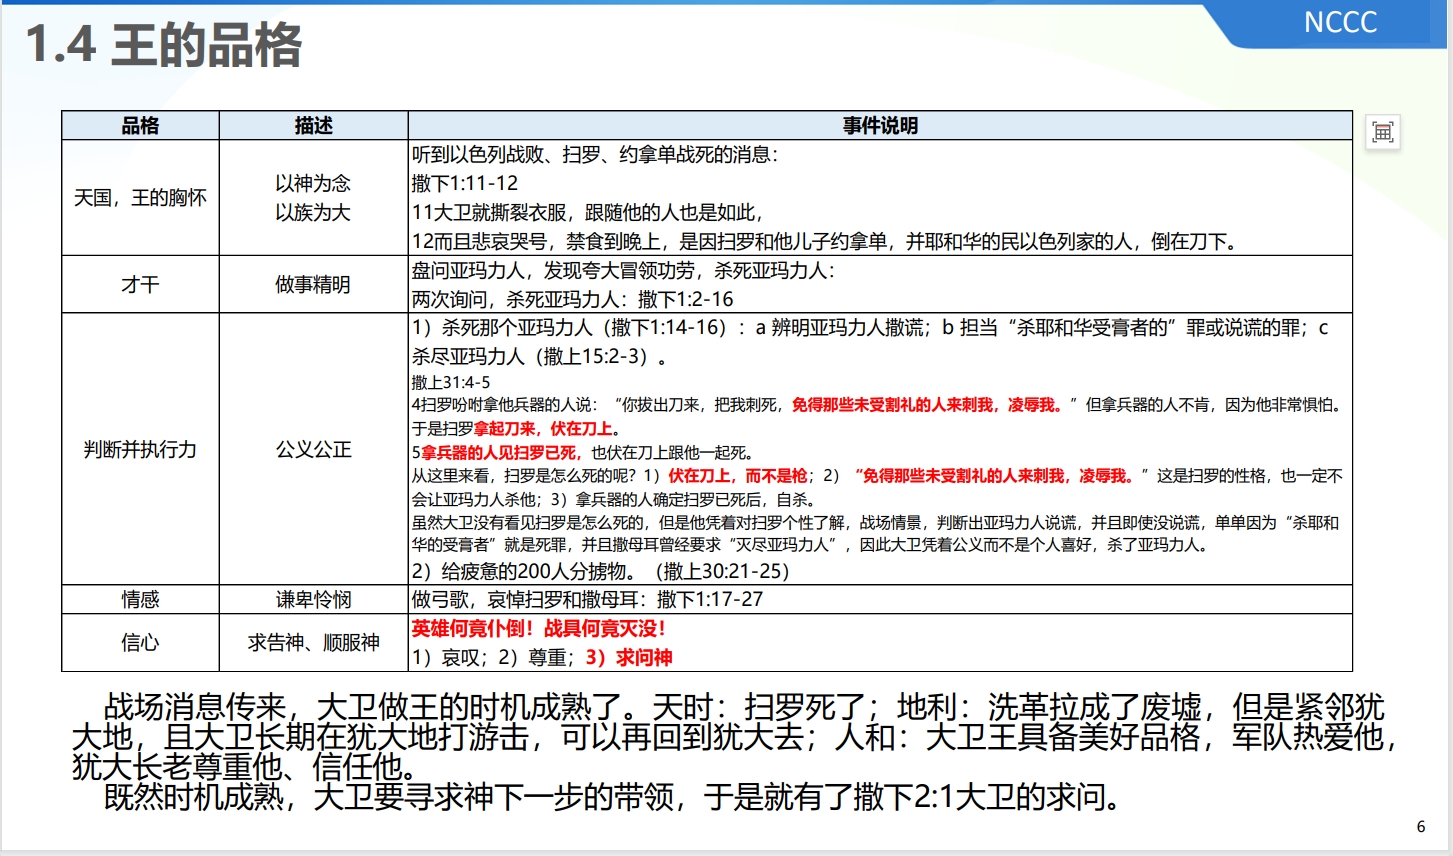 NCCC
1.4 王的品格
品格 描述 事件说明
天国，王的胸怀
以神为念
以族为大
听到以色列战败、扫罗、约拿单战死的消息：
撒下1:11-12
11大卫就撕裂衣服，跟随他的人也是如此，
12而且悲哀哭号，禁食到晚上，是因扫罗和他儿子约拿单，并耶和华的民以色列家的人，倒在刀下。
才干
做事精明
盘问亚玛力人，发现夸大冒领功劳，杀死亚玛力人：
两次询问，杀死亚玛力人：撒下1:2-16
判断并执行力
公义公正
1）杀死那个亚玛力人（撒下1:14-16）：a 辨明亚玛力人撒谎；b 担当“杀耶和华受膏者的”罪或说谎的罪；c
杀尽亚玛力人（撒上15:2-3）。
撒上31:4-5
4扫罗吩咐拿他兵器的人说：“你拔出刀来，把我刺死，免得那些未受割礼的人来刺我，凌辱我。”但拿兵器的人不肯，因为他非常惧怕。
于是扫罗拿起刀来，伏在刀上。
5拿兵器的人见扫罗已死，也伏在刀上跟他一起死。
从这里来看，扫罗是怎么死的呢？1）伏在刀上，而不是枪；2）“免得那些未受割礼的人来刺我，凌辱我。”这是扫罗的性格，也一定不
会让亚玛力人杀他；3）拿兵器的人确定扫罗已死后，自杀。
虽然大卫没有看见扫罗是怎么死的，但是他凭着对扫罗个性了解，战场情景，判断出亚玛力人说谎，并且即使没说谎，单单因为“杀耶和
华的受膏者”就是死罪，并且撒母耳曾经要求“灭尽亚玛力人”，因此大卫凭着公义而不是个人喜好，杀了亚玛力人。
2）给疲惫的200人分掳物。（撒上30:21-25）
情感
谦卑怜悯
做弓歌，哀悼扫罗和撒母耳：撒下1:17-27
信心
求告神、顺服神
英雄何竟仆倒！战具何竟灭没！
1）哀叹；2）尊重；3）求问神
战场消息传来，大卫做王的时机成熟了。天时：扫罗死了；地利：洗革拉成了废墟，但是紧邻犹
大地，且大卫长期在犹大地打游击，可以再回到犹大去；人和：大卫王具备美好品格，军队热爱他，
犹大长老尊重他、信任他。
既然时机成熟，大卫要寻求神下一步的带领，于是就有了撒下2:1大卫的求问。
6